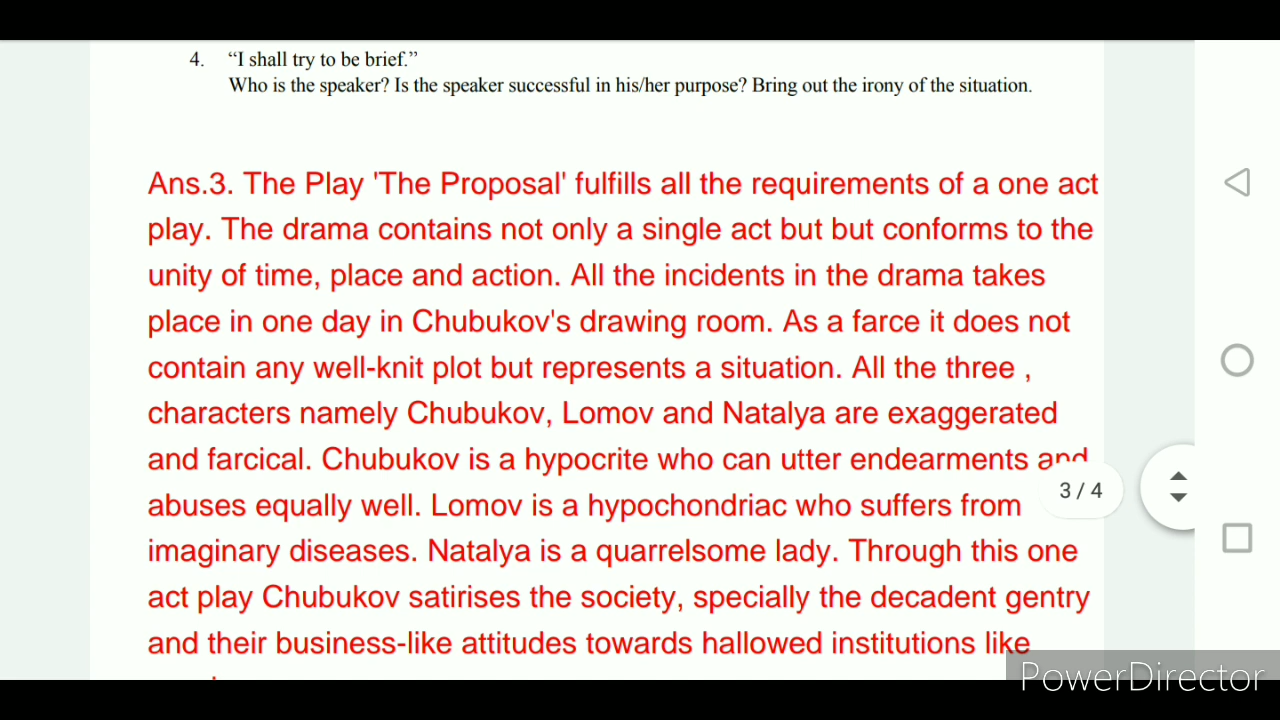 4. “I shall try to be brief.”
Who is the speaker? Is the speaker successful in his/her purpose? Bring out the irony of the situation.
Ans.3. The Play 'The Proposal' fulfills all the requirements of a one act
play. The drama contains not only a single act but but conforms to the
unity of time, place and action. All the incidents in the drama takes
place in one day in Chubukov's drawing room. As a farce it does not
contain any well-knit plot but represents a situation. All the three ,
characters namely Chubukov, Lomov and Natalya are exaggerated
and farcical. Chubukov is a hypocrite who can utter endearments and
abuses equally well. Lomov is a hypochondriac who suffers from
3 / 4
imaginary diseases. Natalya is a quarrelsome lady. Through this one
act play Chubukov satirises the society, specially the decadent gentry
and their business-like attitudes towards hallowed institutions like
PowerDirector